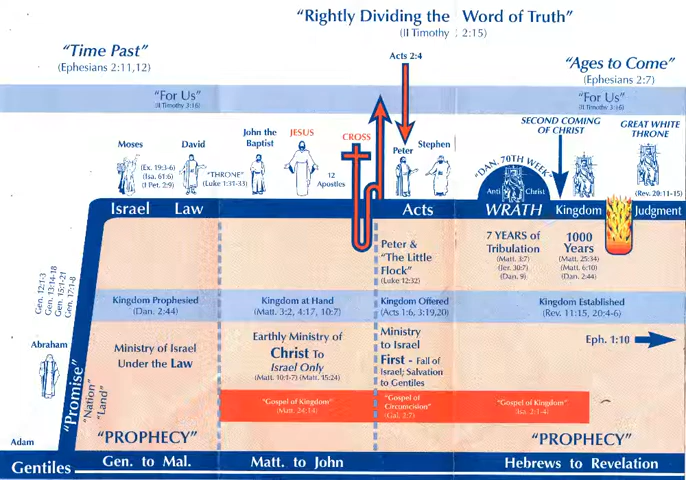 "Rightly Dividing the Word of Truth"
(II Timothy 2:15)
"Time Past"
(Ephesians 2:11,12)
Acts 2:4
"Ages to Come"
(Ephesians 2:7)
"For Us"
(II Timothy 3:16)
"For Us"
(II Timothy 3:16)
Moses
(Ex. 19:3-6)
(Isa. 61:6)
(I Pet. 2:9)
David
"THRONE"
(Luke 1:31-33)
John the
Baptist
JESUS
12
Apostles
CROSS
Peter
Stephen
"DAN. 70TH WEEK"
Anti Christ
SECOND COMING
OF CHRIST
GREAT WHITE
THRONE
(Rev. 20:11-15)
Israel Law
Acts
WRATH
Kingdom
Judgment
Gen. 12:1-3
Gen. 13:14-18
Gen. 15:1-21
Gen. 17:1-8
Peter &
"The Little
Flock"
(Luke 12:32)
7 YEARS of
Tribulation
(Matt. 3:7)
(Jer. 30:7)
(Dan. 9)
1000
Years
(Matt. 25:34)
(Matt. 6:10)
(Dan. 2:44)
Kingdom Prophesied
(Dan. 2:44)
Kingdom at Hand
(Matt. 3:2, 4:17, 10:7)
Kingdom Offered
(Acts 1:6, 3:19,20)
Kingdom Established
(Rev. 11:15, 20:4-6)
Abraham
Ministry of Israel
Under the Law
Earthly Ministry of
Christ To
Israel Only
(Matt. 10:1-7) (Matt. 15:24)
Ministry
to Israel
First - Fall of
Israel; Salvation
to Gentiles
Eph. 1:10
"Promise"
"Nation"
"Land"
"Gospel of Kingdom"
(Matt. 24:14)
"Gospel of
Circumcision"
(Gal. 2:7)
"Gospel of Kingdom"
(Isa. 2:1-4)
Adam
"PROPHECY"
"PROPHECY"
Gentiles
Gen. to Mal.
Matt. to John
Hebrews to Revelation